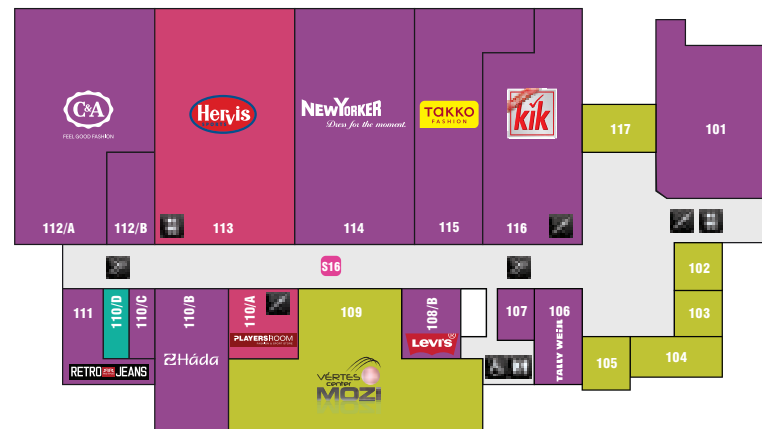 C&A
FEEL GOOD FASHION
112/A
112/B
Hervis
SPORTS
113
NEWYORKER
Dress for the moment.
114
TAKKO
FASHION
115
kik
116
117
101
S16
102
103
104
105
106
TALLY WEiJL
107
108/B
LEVI'S
109
VÉRTES
center
MOZI
110/A
PLAYERSROOM
110/B
Háda
110/C
110/D
111
RETRO JEANS